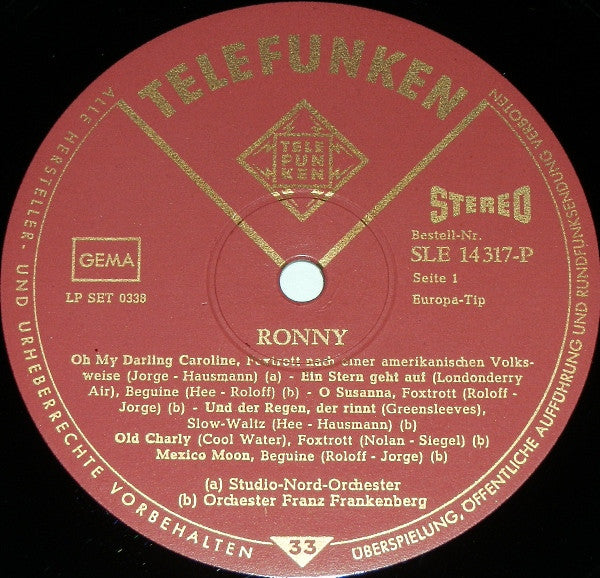 TELEFUNKEN
TELE
FUN
KEN
STEREO
Bestell-Nr.
SLE 14 317-P
Seite 1
Europa-Tip
GEMA
LP SET 0338
RONNY
Oh My Darling Caroline, Foxtrott nach einer amerikanischen Volks-
weise (Jorge - Hausmann) (a) - Ein Stern geht auf (Londonderry
Air), Beguine (Hee - Roloff) (b) - O Susanna, Foxtrott (Roloff -
Jorge) (b) - Und der Regen, der rinnt (Greensleeves),
Slow-Waltz (Hee - Hausmann) (b)
Old Charly (Cool Water), Foxtrott (Nolan - Siegel) (b)
Mexico Moon, Beguine (Roloff - Jorge) (b)
(a) Studio-Nord-Orchester
(b) Orchester Franz Frankenberg
33
ALLE HERSTELLER- UND URHEBERRECHTE VORBEHALTEN
ÜBERSPIELUNG, ÖFFENTLICHE AUFFÜHRUNG UND RUNDFUNKSENDUNG VERBOTEN